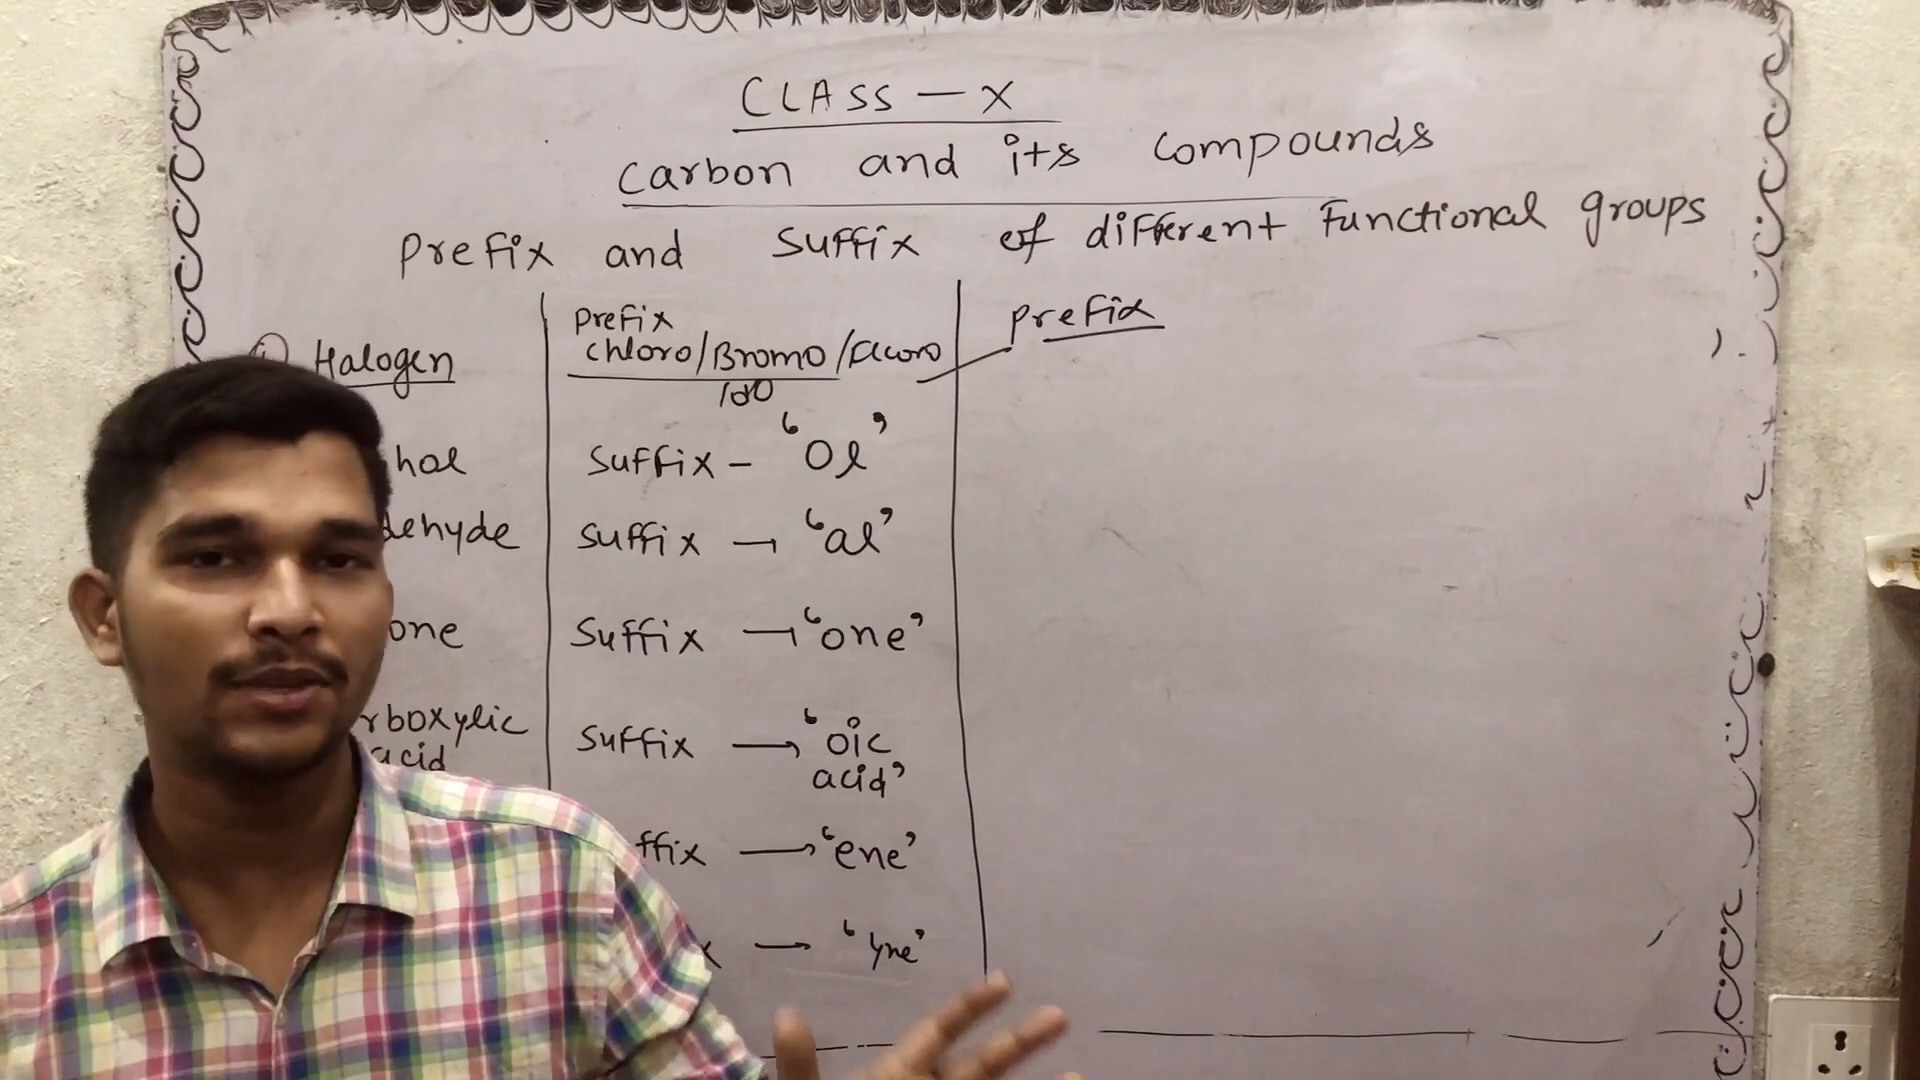 CLASS - X
Carbon and its compounds
Prefix and suffix of different Functional groups
Halogen
Prefix
chloro/Bromo/Fluoro
Ido
Prefix
hol
suffix - 'Ol'
dehyde
suffix → 'al'
one
suffix → 'one'
rboxylic
acid
suffix → 'oic
acid'
ffix → 'ene'
x → 'yne'